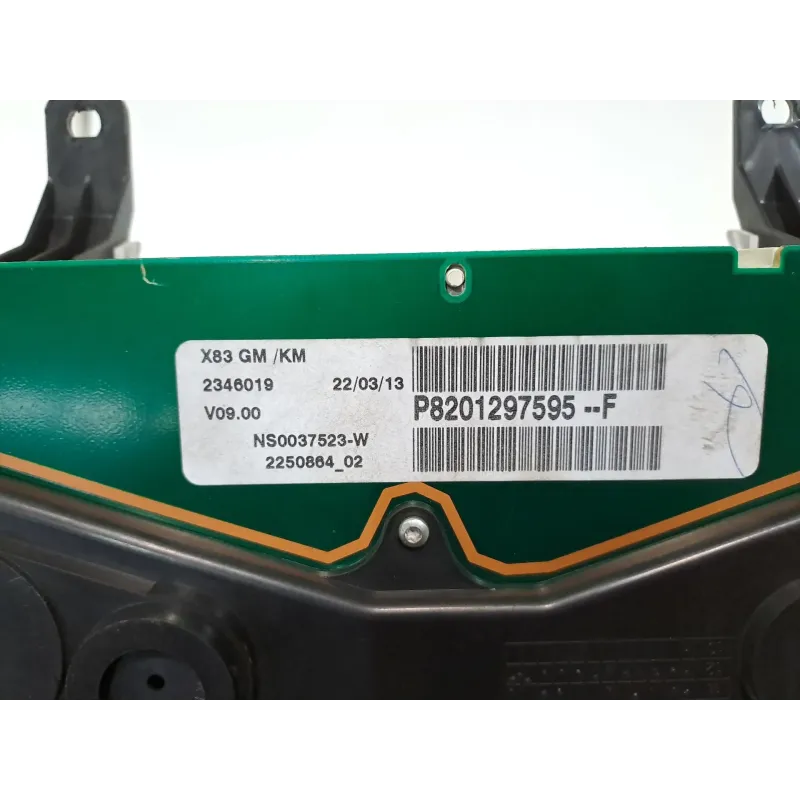 X83 GM /KM
2346019 22/03/13
V09.00 P8201297595 --F
NS0037523-W
2250864_02